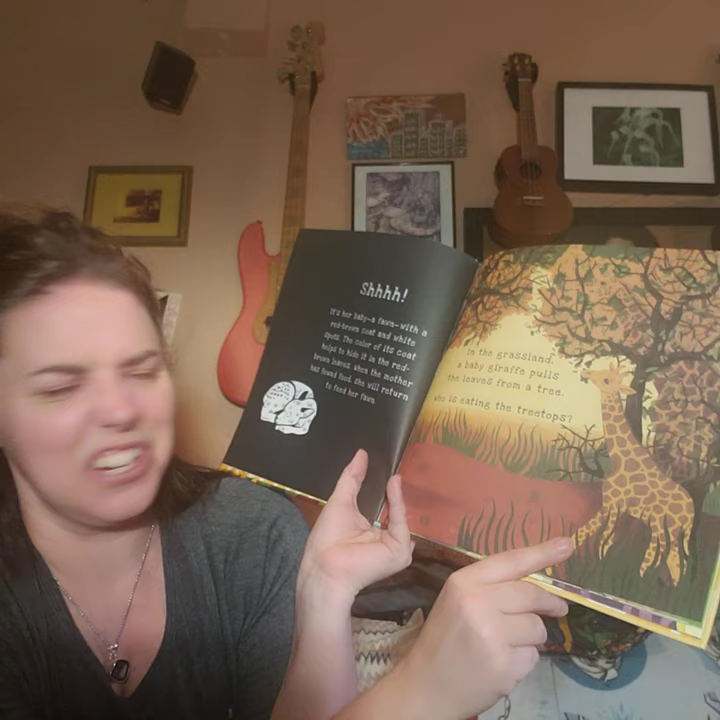 Shhhh!
It's her baby—a fawn—with a
red-brown coat and white
spots. The color of its coat
helps to hide it in the red-
brown leaves. When the mother
has found food, she will return
to feed her fawn.
In the grassland,
a baby giraffe pulls
the leaves from a tree.
Who is eating the treetops?